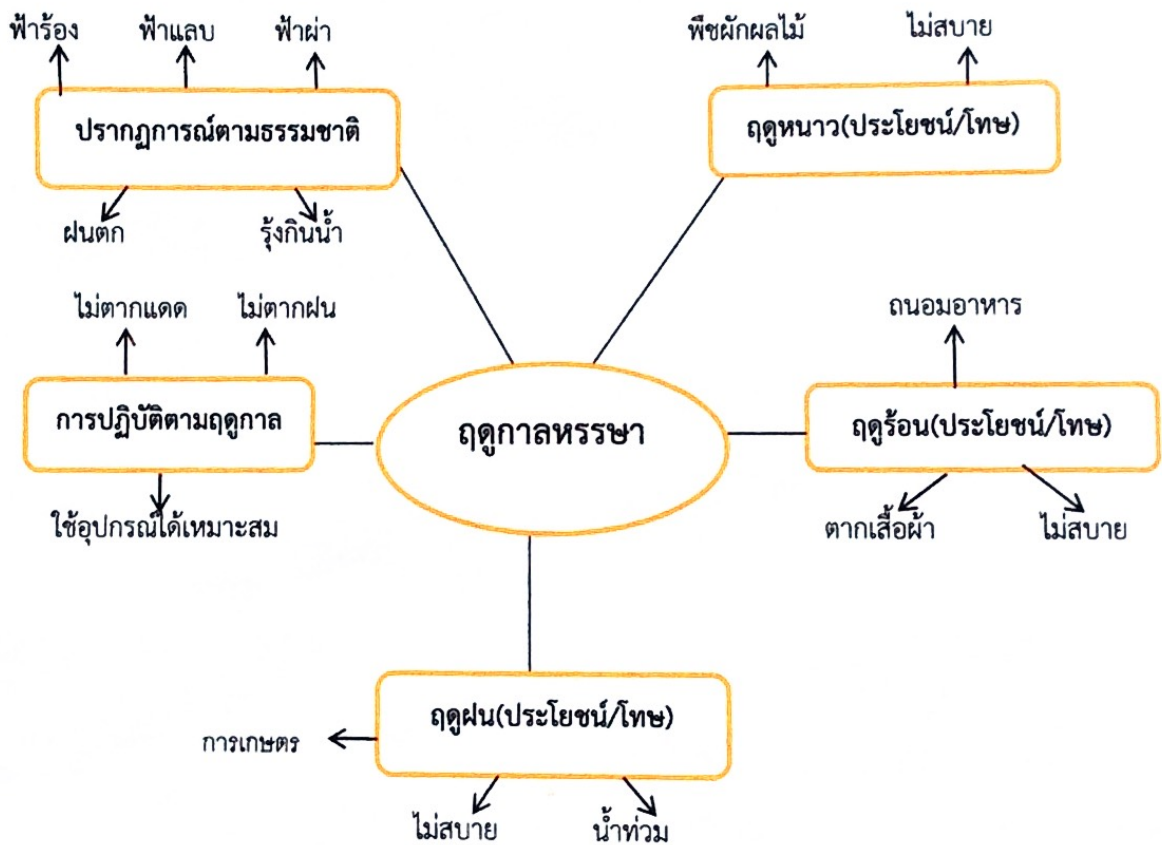 ฟ้าร้อง ฟ้าแลบ ฟ้าผ่า
ปรากฏการณ์ตามธรรมชาติ
ฝนตก รุ้งกินน้ำ
พืชผักผลไม้ ไม่สบาย
ฤดูหนาว(ประโยชน์/โทษ)
ไม่ตากแดด ไม่ตากฝน
การปฏิบัติตามฤดูกาล
ใช้อุปกรณ์ได้เหมาะสม
ฤดูกาลหรรษา
ถนอมอาหาร
ฤดูร้อน(ประโยชน์/โทษ)
ตากเสื้อผ้า ไม่สบาย
ฤดูฝน(ประโยชน์/โทษ)
การเกษตร
ไม่สบาย น้ำท่วม